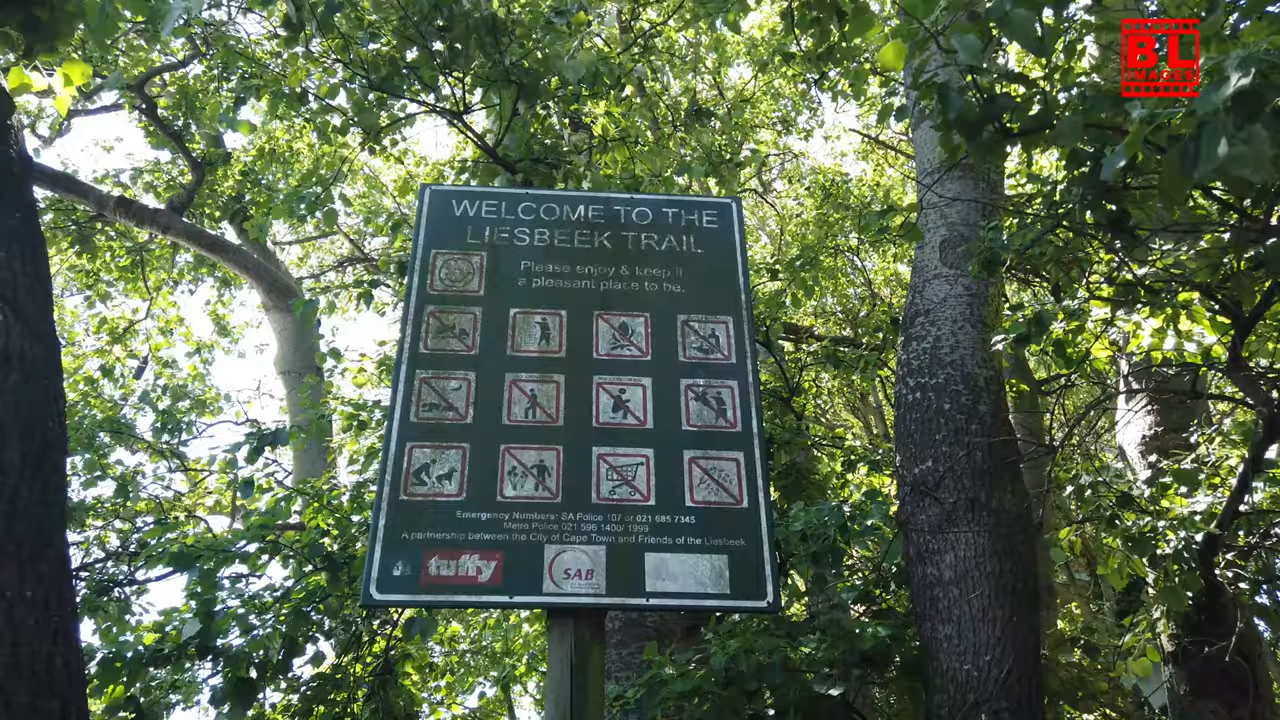 BL
IMAGES
WELCOME TO THE
LIESBEEK TRAIL
Please enjoy & keep it
a pleasant place to be.
Emergency Numbers: SA Police 107 or 021 685 7345
Metro Police 021 596 1400/ 1999
A partnership between the City of Cape Town and Friends of the Liesbeek
tuffy
SAB